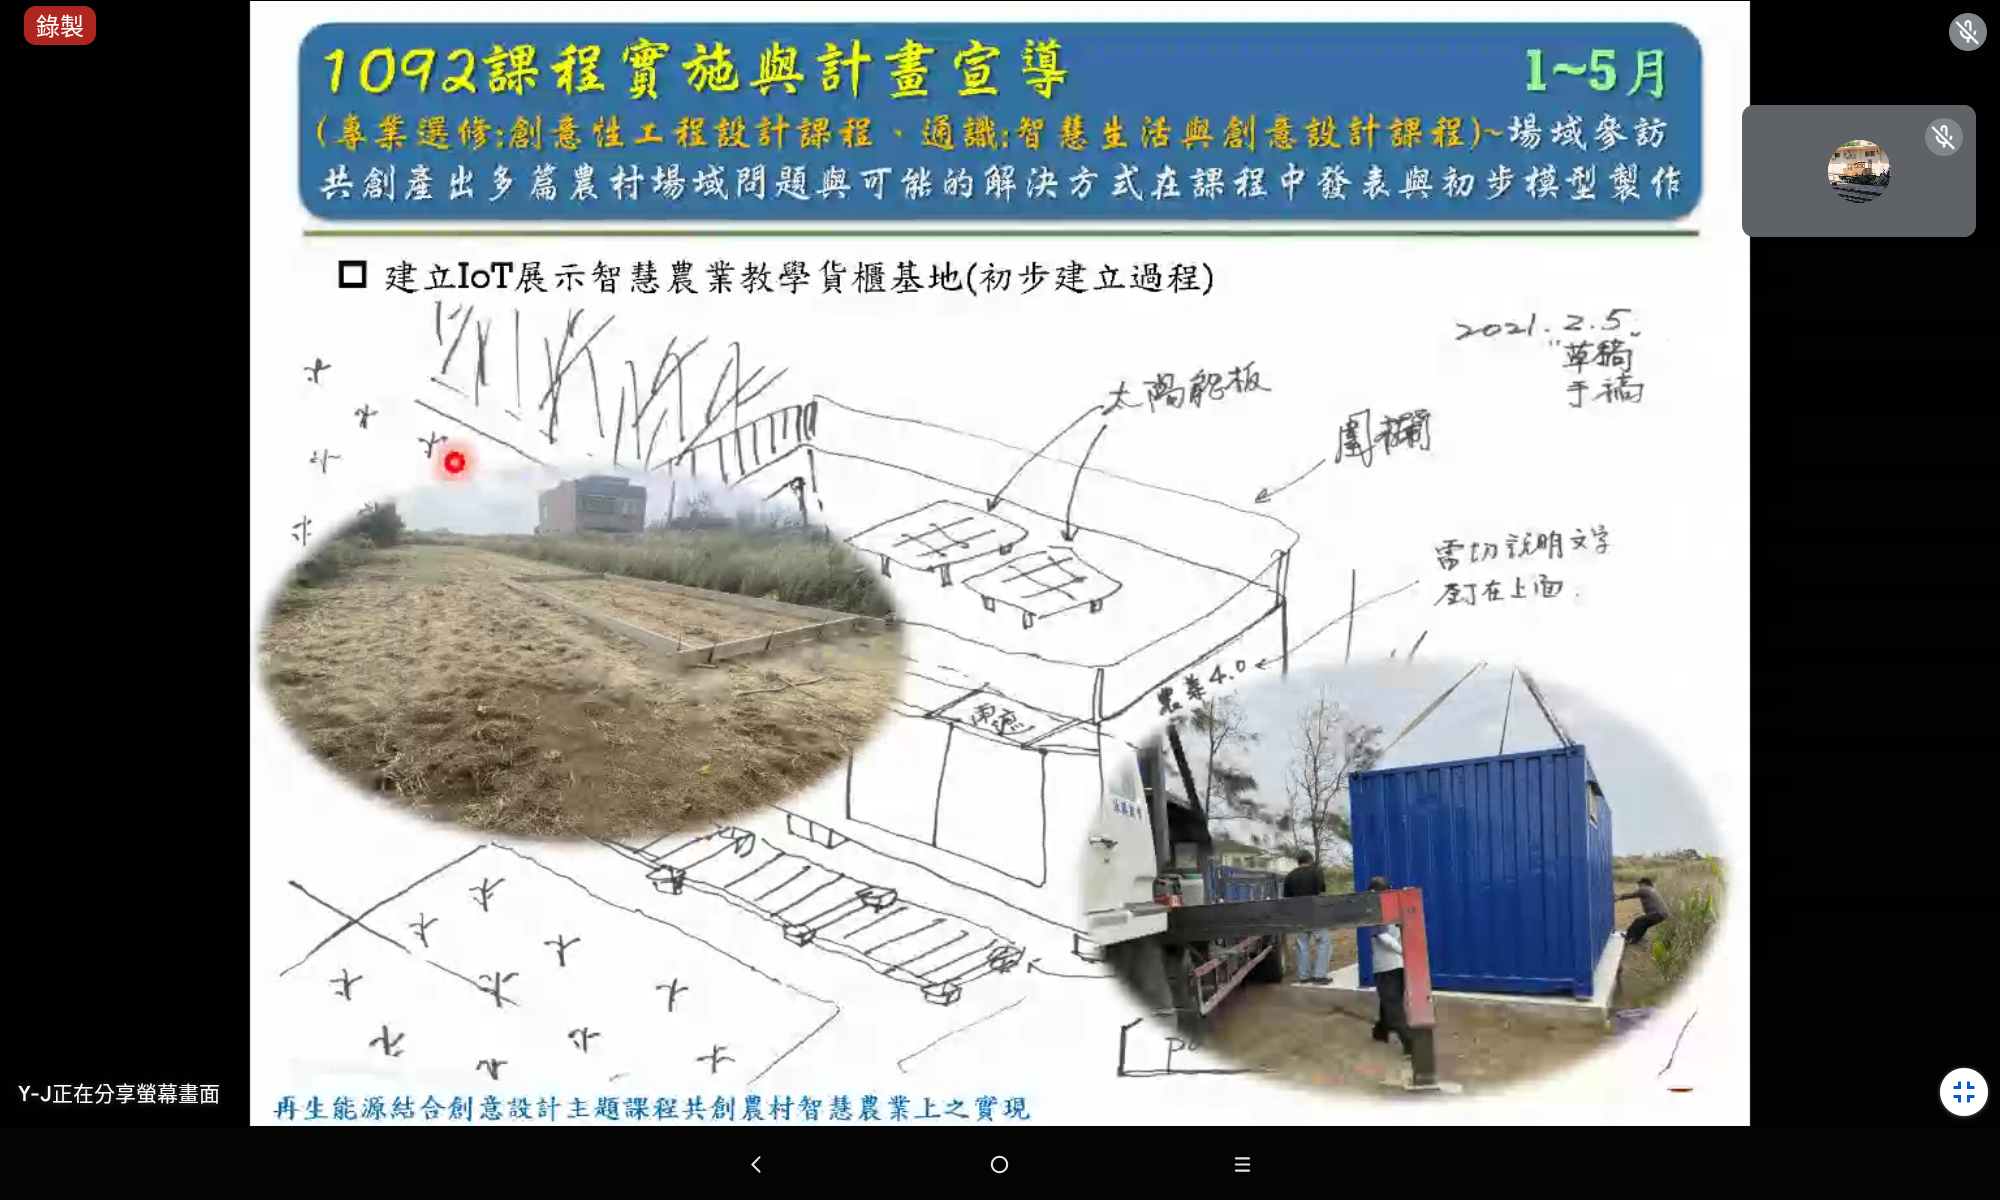 錄製
1092課程實施與計畫宣導
1~5月
(專業選修:創意性工程設計課程、通識:智慧生活與創意設計課程)~場域參訪
共創產出多篇農村場域問題與可能的解決方式在課程中發表與初步模型製作
建立IoT展示智慧農業教學貨櫃基地(初步建立過程)
2021.2.5.
"草稿
手稿
太陽能板
圍欄
雷切說明文字
釘在上面.
農業4.0
Y-J正在分享螢幕畫面
再生能源結合創意設計主題課程共創農村智慧農業上之實現